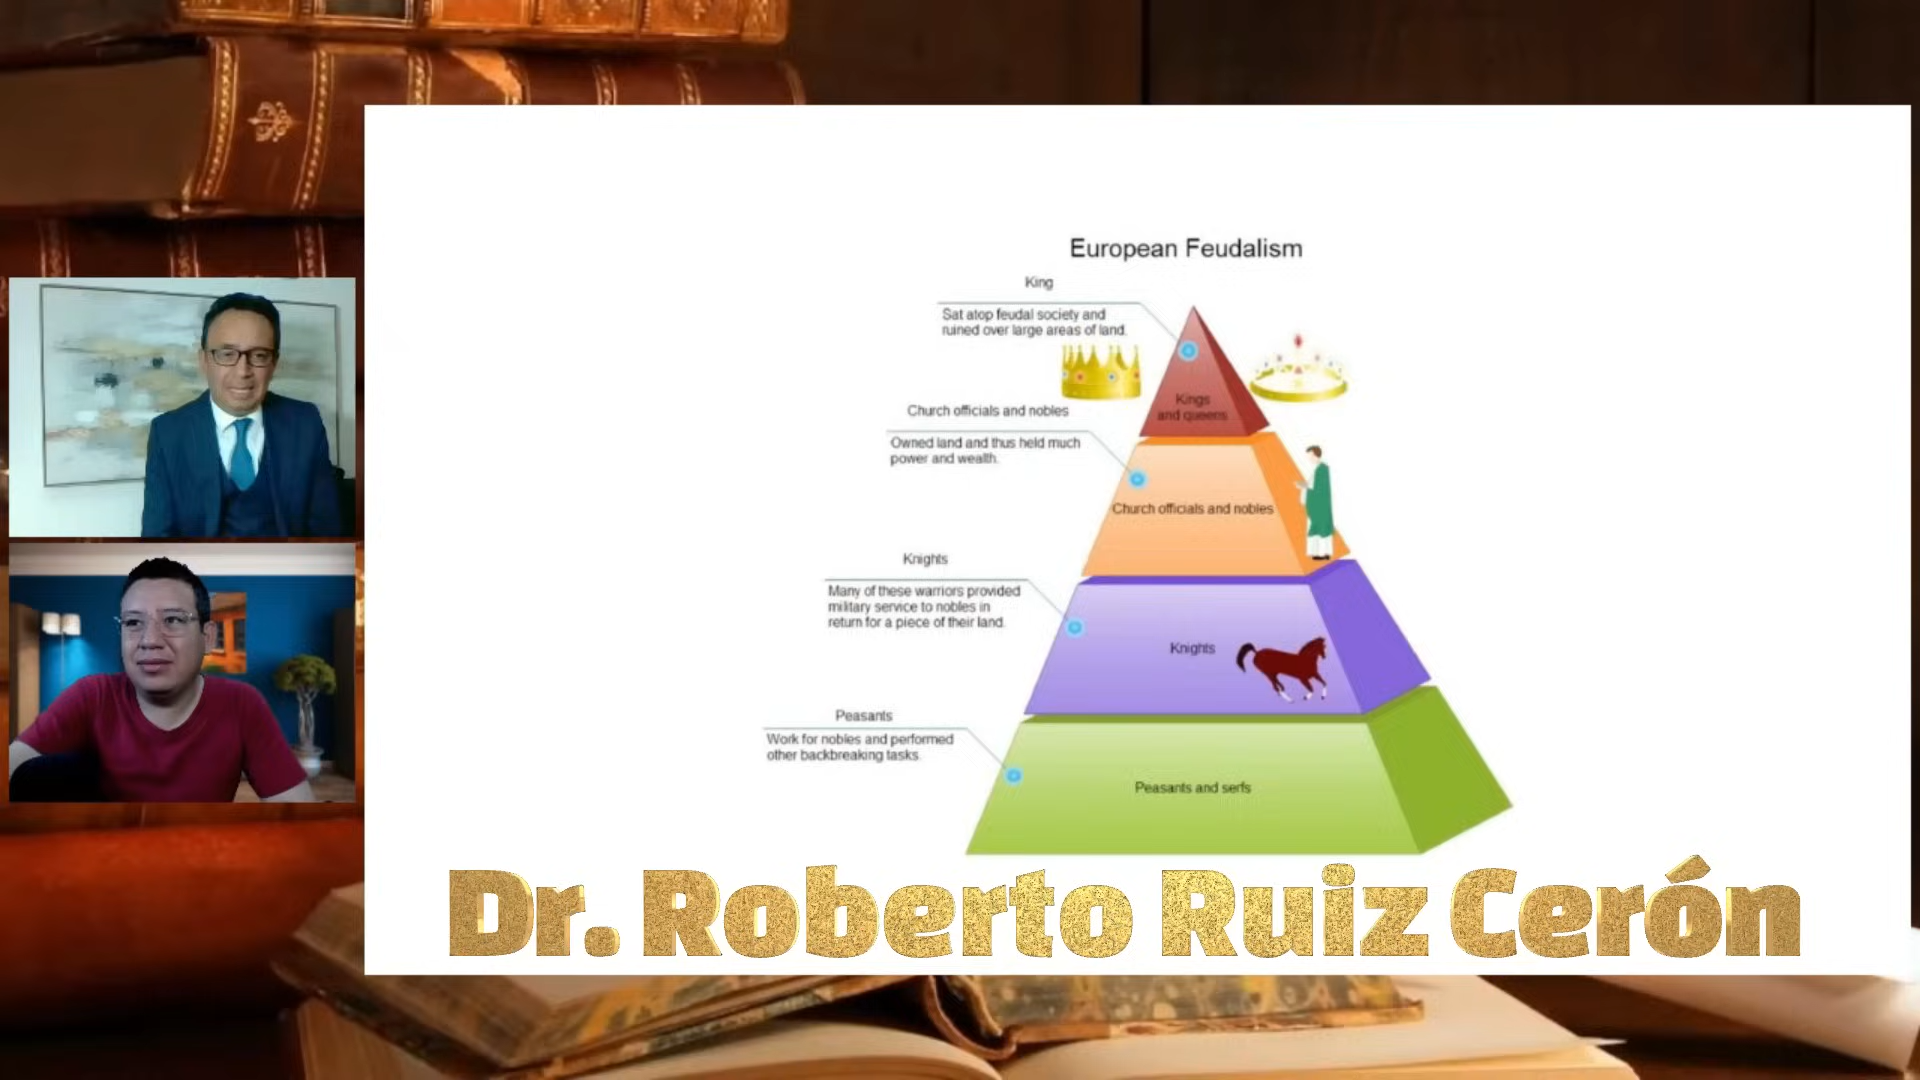 European Feudalism
King
Sat atop feudal society and
ruined over large areas of land.
Kings
and queens
Church officials and nobles
Owned land and thus held much
power and wealth.
Church officials and nobles
Knights
Many of these warriors provided
military service to nobles in
return for a piece of their land.
Knights
Peasants
Work for nobles and performed
other backbreaking tasks.
Peasants and serfs
Dr. Roberto Ruiz Cerón